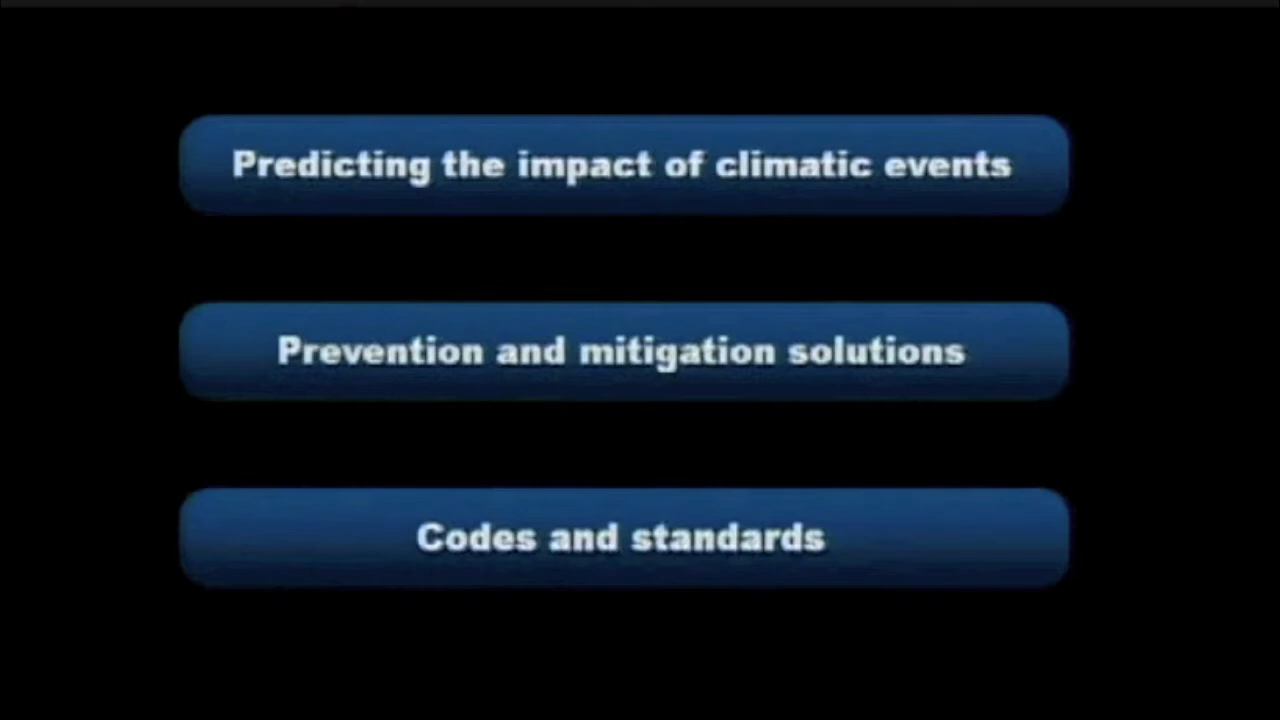 Predicting the impact of climatic events
Prevention and mitigation solutions
Codes and standards